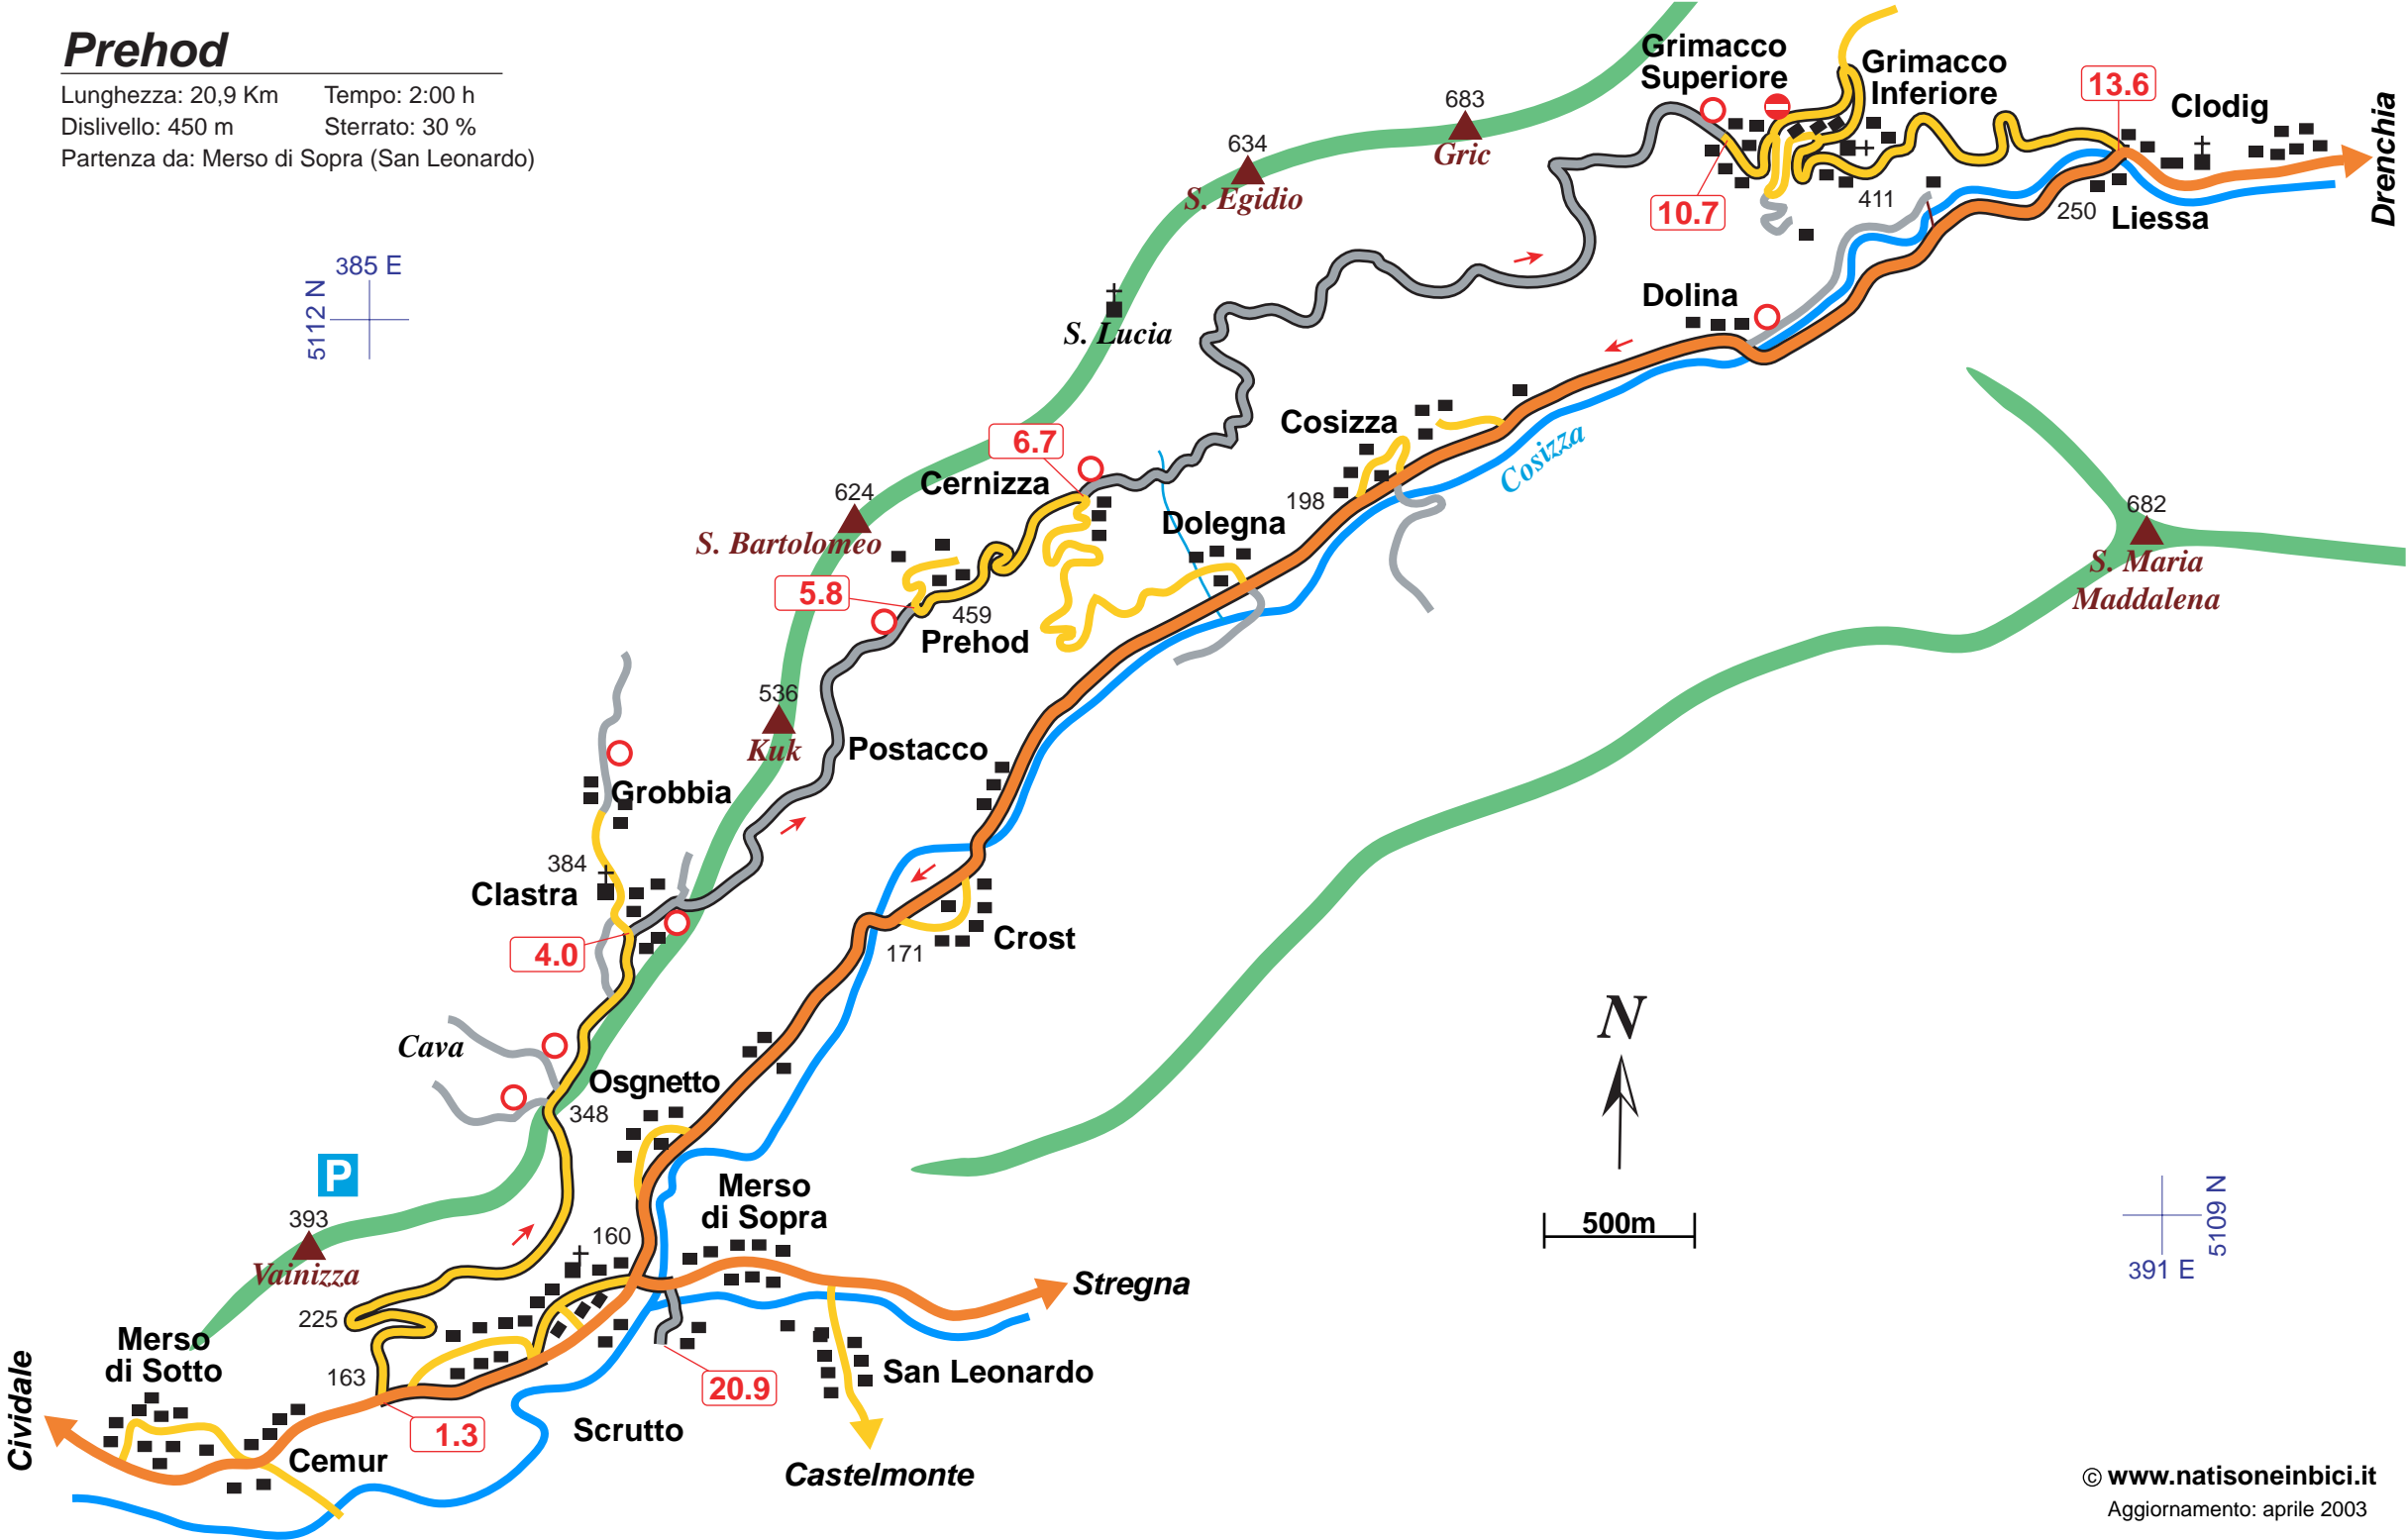 Prehod
Lunghezza: 20,9 Km Tempo: 2:00 h
Dislivello: 450 m Sterrato: 30 %
Partenza da: Merso di Sopra (San Leonardo)
385 E
5112 N
Grimacco
Superiore
Grimacco
Inferiore
13.6
Clodig
Drenchia
683
Gric
634
S. Egidio
10.7
411
250
Liessa
S. Lucia
Dolina
6.7
Cernizza
Cosizza
Cosizza
198
624
S. Bartolomeo
Dolegna
682
S. Maria
Maddalena
5.8
459
Prehod
536
Kuk
Postacco
Grobbia
384
Clastra
4.0
Crost
171
Cava
348
Osgnetto
N
500m
P
393
Vainizza
Merso
di Sopra
160
Stregna
5109 N
391 E
225
Merso
di Sotto
163
San Leonardo
20.9
Cividale
1.3
Scrutto
Cemur
Castelmonte
© www.natisoneinbici.it
Aggiornamento: aprile 2003